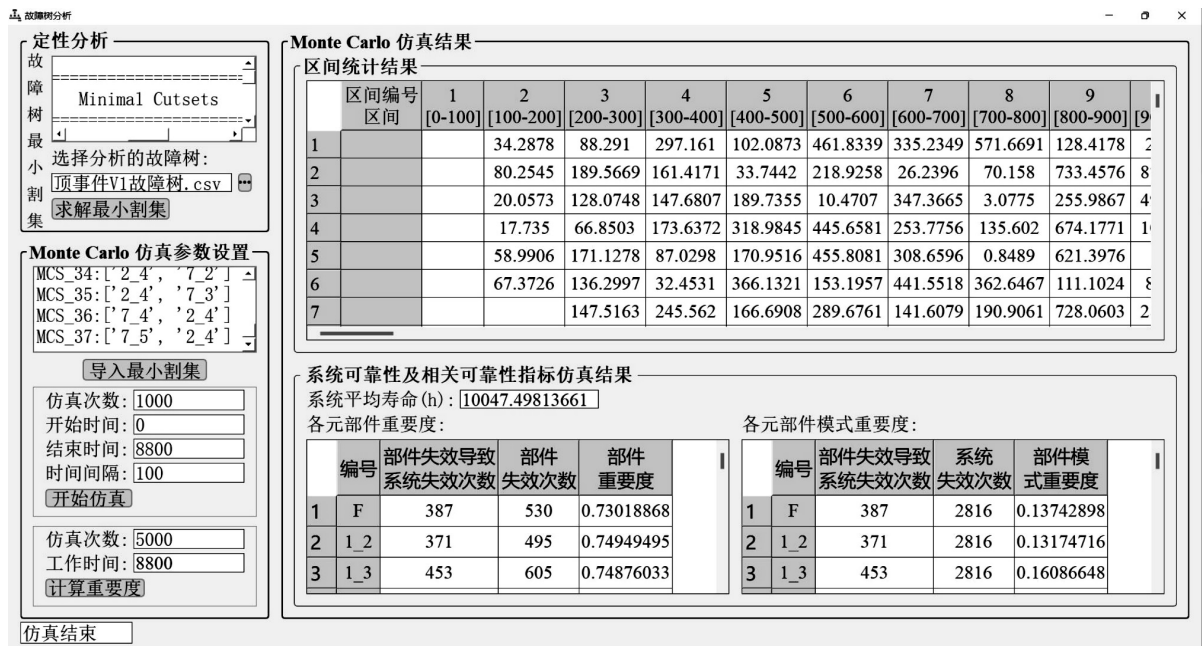 故障树分析
定性分析
故障树最小割集
======================
Minimal Cutsets
======================
选择分析的故障树:
顶事件V1故障树.csv
求解最小割集
Monte Carlo 仿真参数设置
MCS_34:['2_4', '7_2']
MCS_35:['2_4', '7_3']
MCS_36:['7_4', '2_4']
MCS_37:['7_5', '2_4']
导入最小割集
仿真次数: 1000
开始时间: 0
结束时间: 8800
时间间隔: 100
开始仿真
仿真次数: 5000
工作时间: 8800
计算重要度
仿真结束
Monte Carlo 仿真结果
区间统计结果
区间编号 1 2 3 4 5 6 7 8 9
区间 [0-100] [100-200] [200-300] [300-400] [400-500] [500-600] [600-700] [700-800] [800-900] [9
1 34.2878 88.291 297.161 102.0873 461.8339 335.2349 571.6691 128.4178 2
2 80.2545 189.5669 161.4171 33.7442 218.9258 26.2396 70.158 733.4576 8
3 20.0573 128.0748 147.6807 189.7355 10.4707 347.3665 3.0775 255.9867 4
4 17.735 66.8503 173.6372 318.9845 445.6581 253.7756 135.602 674.1771 1
5 58.9906 171.1278 87.0298 170.9516 455.8081 308.6596 0.8489 621.3976
6 67.3726 136.2997 32.4531 366.1321 153.1957 441.5518 362.6467 111.1024 8
7 147.5163 245.562 166.6908 289.6761 141.6079 190.9061 728.0603 2
系统可靠性及相关可靠性指标仿真结果
系统平均寿命(h): 10047.49813661
各元部件重要度:
编号 部件失效导致系统失效次数 部件失效次数 部件重要度
1 F 387 530 0.73018868
2 1_2 371 495 0.74949495
3 1_3 453 605 0.74876033
各元部件模式重要度:
编号 部件失效导致系统失效次数 系统失效次数 部件模式重要度
1 F 387 2816 0.13742898
2 1_2 371 2816 0.13174716
3 1_3 453 2816 0.16086648